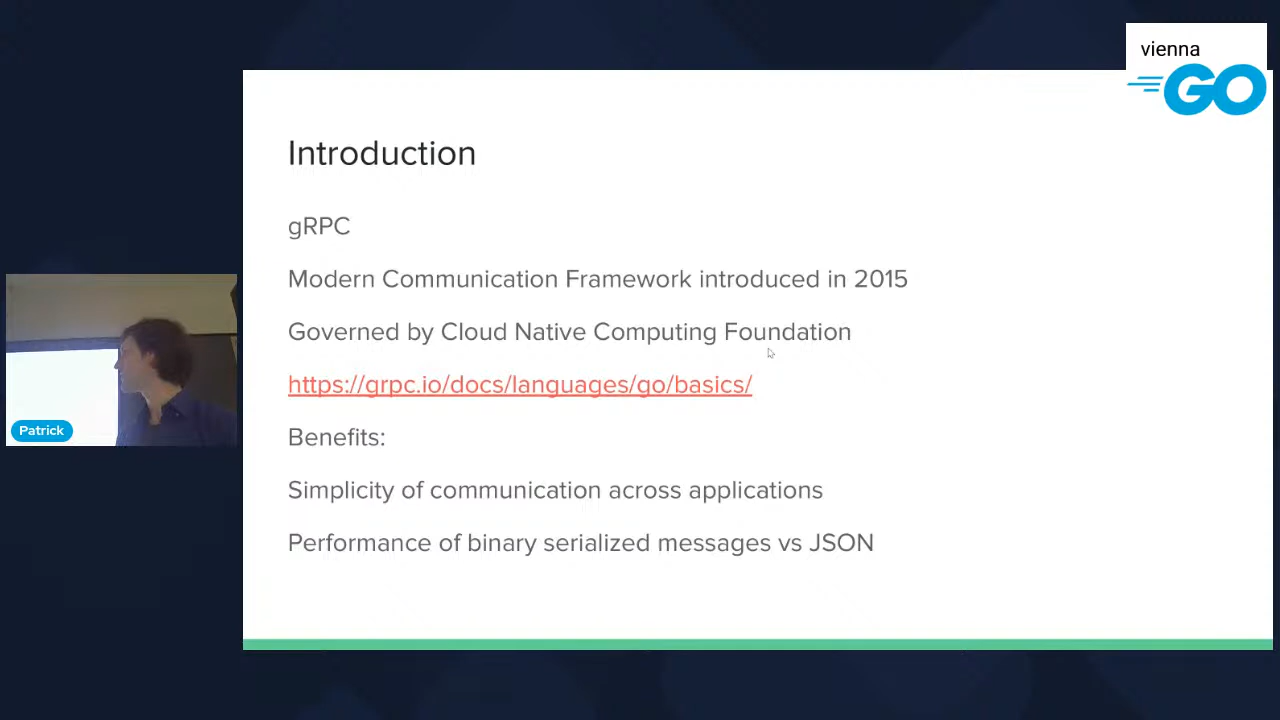 vienna
GO
Introduction
gRPC
Modern Communication Framework introduced in 2015
Governed by Cloud Native Computing Foundation
https://grpc.io/docs/languages/go/basics/
Benefits:
Simplicity of communication across applications
Performance of binary serialized messages vs JSON
Patrick